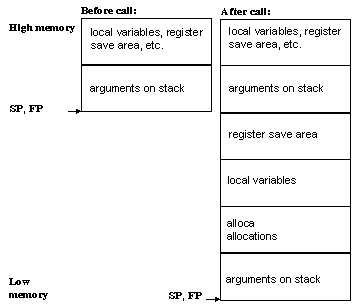 Before call:
After call:
High memory
local variables, register
save area, etc.
local variables, register
save area, etc.
arguments on stack
arguments on stack
SP, FP
register save area
local variables
alloca
allocations
Low
memory
arguments on stack
SP, FP